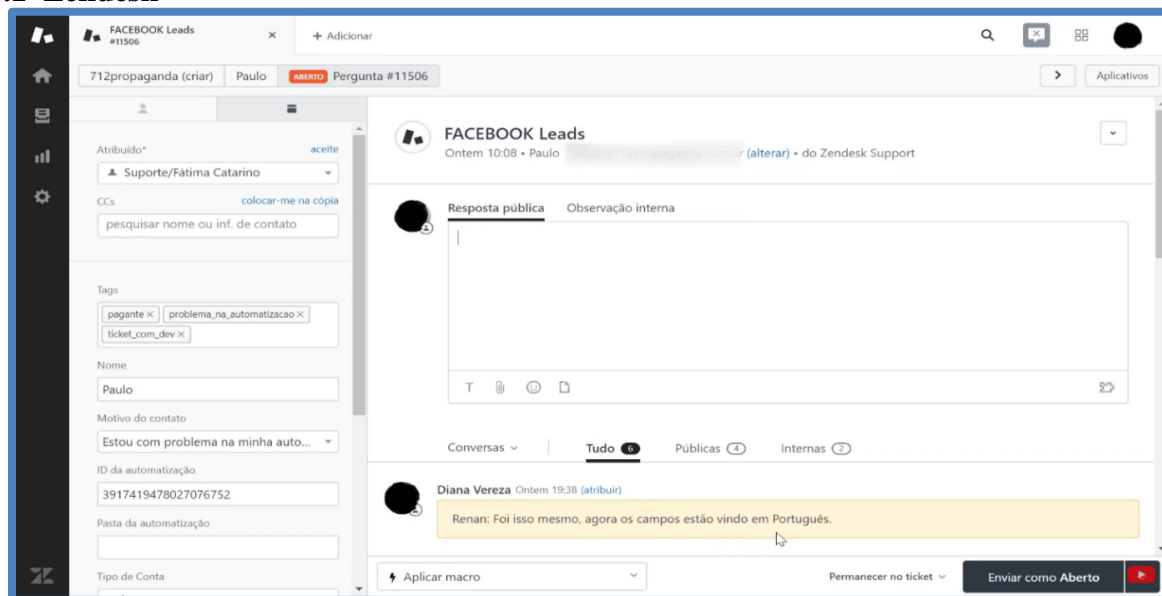 FACEBOOK Leads
#11506
×
+ Adicionar
712propaganda (criar)
Paulo
ABERTO Pergunta #11506
Aplicativos
Atribuído*
aceite
Suporte/Fátima Catarino
CCs
colocar-me na cópia
pesquisar nome ou inf. de contato
Tags
pagante ×
problema_na_automatizacao ×
ticket_com_dev ×
Nome
Paulo
Motivo do contato
Estou com problema na minha auto...
ID da automatização
3917419478027076752
Pasta da automatização
Tipo de Conta
FACEBOOK Leads
Ontem 10:08 • Paulo (alterar) • do Zendesk Support
Resposta pública
Observação interna
T
Conversas
Tudo 6
Públicas 4
Internas 2
Diana Vereza Ontem 19:38 (atribuir)
Renan: Foi isso mesmo, agora os campos estão vindo em Português.
Aplicar macro
Permanecer no ticket
Enviar como Aberto